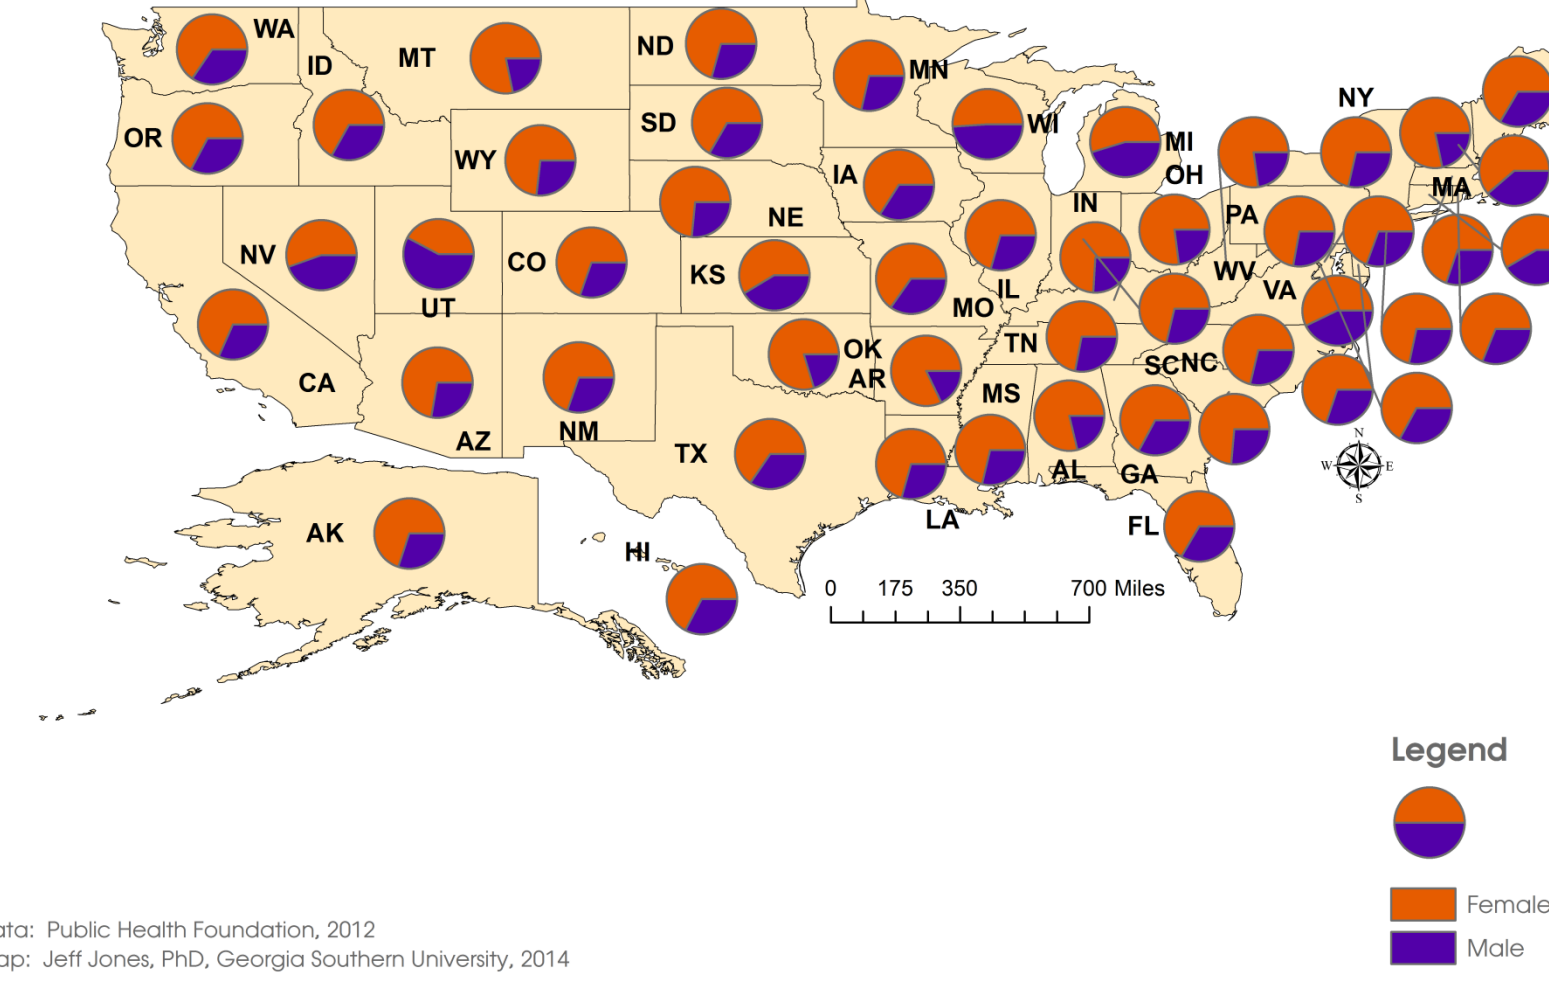 WA
ID
MT
ND
MN
OR
SD
WI
WY
NY
MI
OH
IA
MA
NE
IN
PA
NV
UT
CO
KS
MO
IL
WV
VA
CA
OK
AR
TN
SC
NC
AZ
NM
TX
MS
AL
GA
LA
FL
AK
HI
N
W
E
S
0 175 350 700 Miles
Legend
Female
Male
ata: Public Health Foundation, 2012
ap: Jeff Jones, PhD, Georgia Southern University, 2014